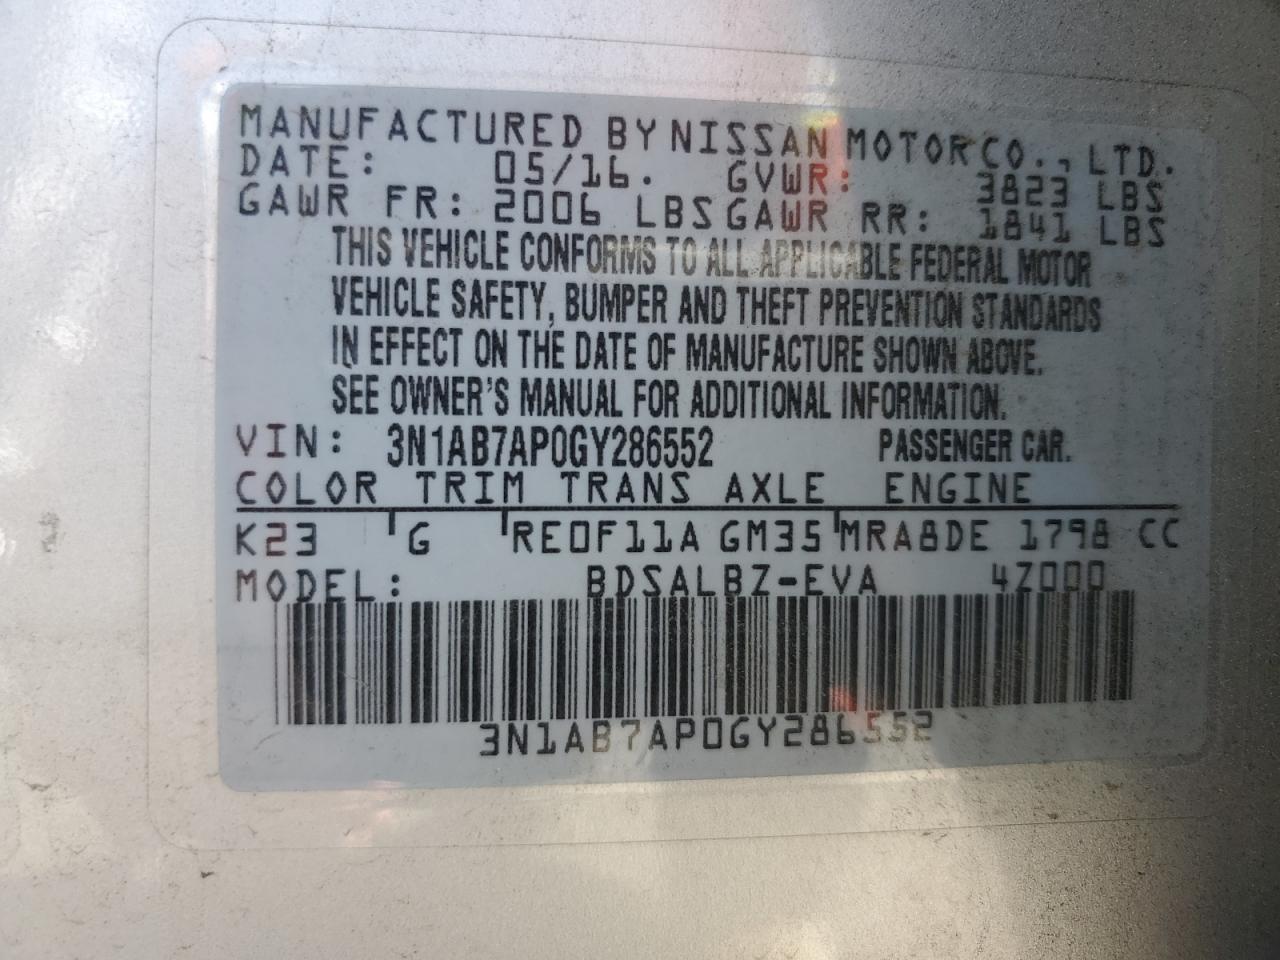 MANUFACTURED BY NISSAN MOTOR CO., LTD.
DATE: 05/16. GVWR: 3823 LBS
GAWR FR: 2006 LBS GAWR RR: 1841 LBS
THIS VEHICLE CONFORMS TO ALL APPLICABLE FEDERAL MOTOR
VEHICLE SAFETY, BUMPER AND THEFT PREVENTION STANDARDS
IN EFFECT ON THE DATE OF MANUFACTURE SHOWN ABOVE.
SEE OWNER'S MANUAL FOR ADDITIONAL INFORMATION.
VIN: 3N1AB7AP0GY286552 PASSENGER CAR.
COLOR TRIM TRANS AXLE ENGINE
K23 G RE0F11A GM35 MRA8DE 1798 CC
MODEL: BDSALBZ-EVA 4Z000
3N1AB7AP0GY286552